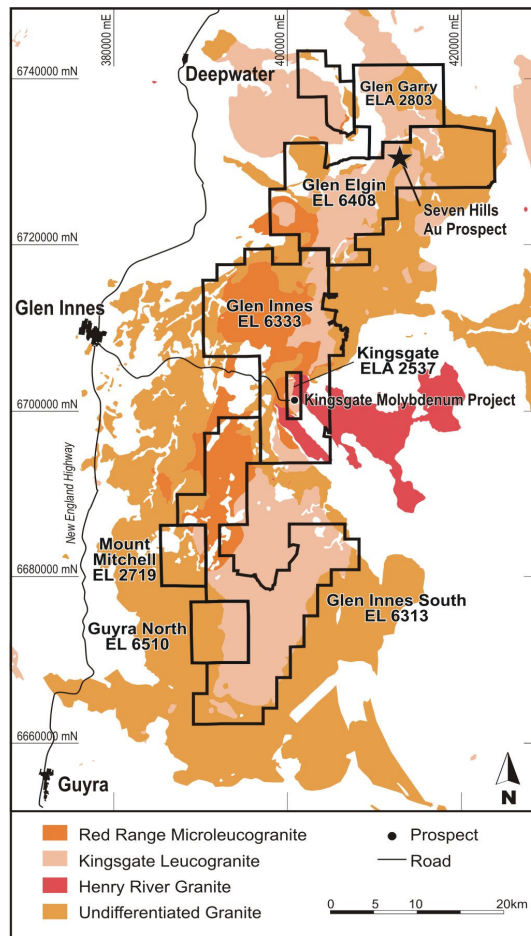 380000 mE
400000 mE
420000 mE
6740000 mN
Deepwater
Glen Garry
ELA 2803
Glen Elgin
EL 6408
Seven Hills
Au Prospect
6720000 mN
Glen Innes
Glen Innes
EL 6333
Kingsgate
ELA 2537
6700000 mN
Kingsgate Molybdenum Project
New England Highway
Mount
Mitchell
EL 2719
6680000 mN
Glen Innes South
EL 6313
Guyra North
EL 6510
6660000 mN
Guyra
N
Red Range Microleucogranite
Kingsgate Leucogranite
Henry River Granite
Undifferentiated Granite
Prospect
Road
0 5 10 20km